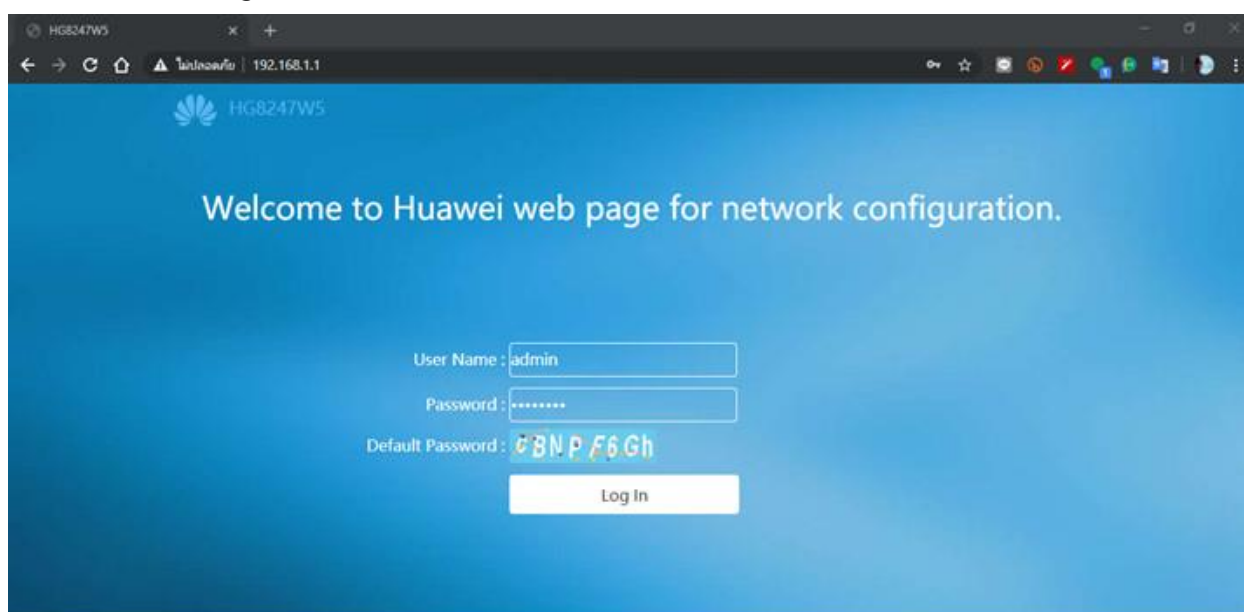 HG8247W5
ไม่ปลอดภัย 192.168.1.1
HG8247W5
Welcome to Huawei web page for network configuration.
User Name : admin
Password : ••••••••
Default Password : cBNPF6Gh
Log In